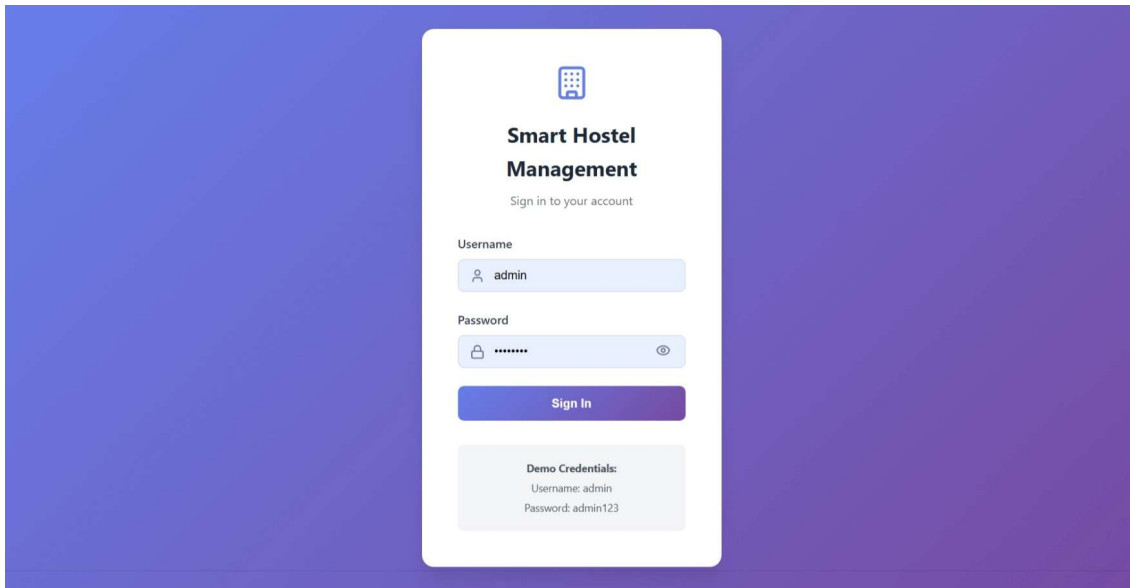 Smart Hostel
Management
Sign in to your account
Username
admin
Password
••••••••
Sign In
Demo Credentials:
Username: admin
Password: admin123